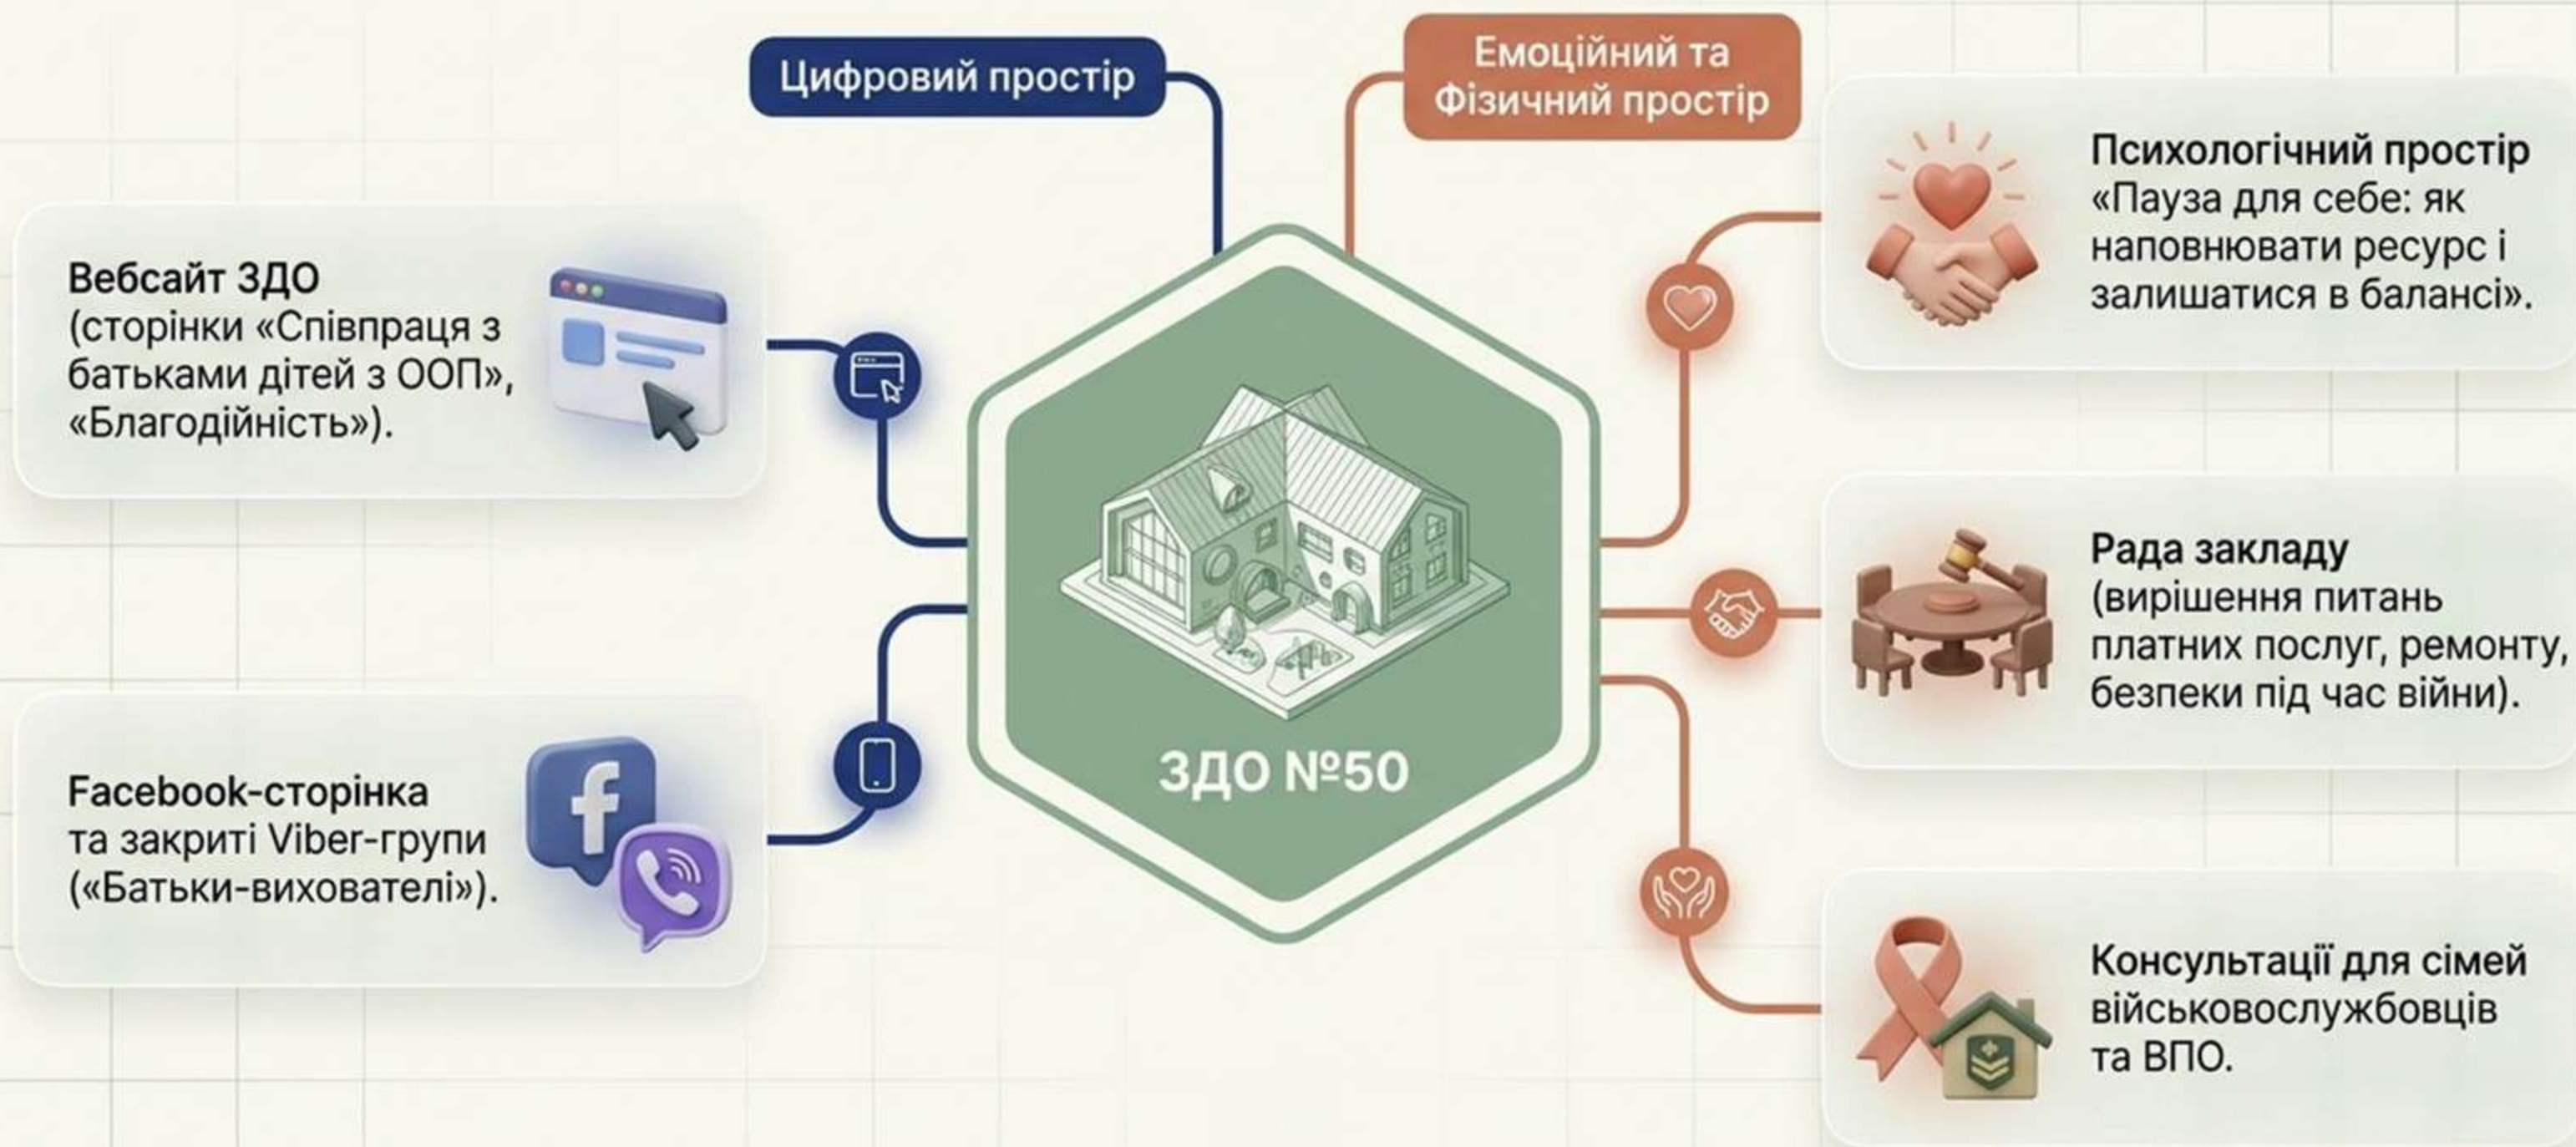 Цифровий простір
Емоційний та
Фізичний простір
Вебсайт ЗДО
(сторінки «Співпраця з
батьками дітей з ООП»,
«Благодійність»).
Facebook-сторінка
та закриті Viber-групи
(«Батьки-вихователі»).
ЗДО №50
Психологічний простір
«Пауза для себе: як
наповнювати ресурс і
залишатися в балансі».
Рада закладу
(вирішення питань
платних послуг, ремонту,
безпеки під час війни).
Консультації для сімей
військовослужбовців
та ВПО.